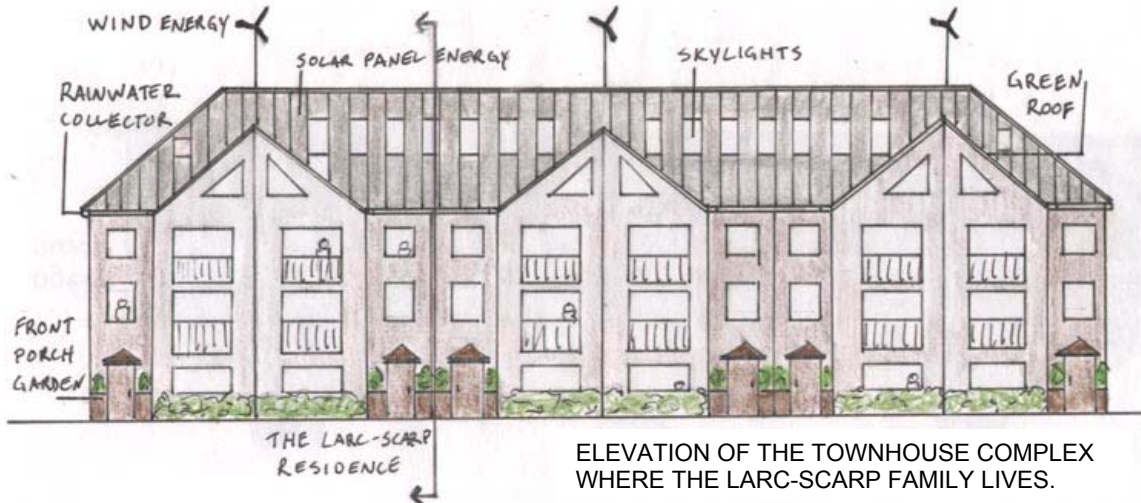 WIND ENERGY
SOLAR PANEL ENERGY
SKYLIGHTS
RAINWATER
COLLECTOR
GREEN
ROOF
FRONT
PORCH
GARDEN
THE LARC-SCARP
RESIDENCE
ELEVATION OF THE TOWNHOUSE COMPLEX
WHERE THE LARC-SCARP FAMILY LIVES.